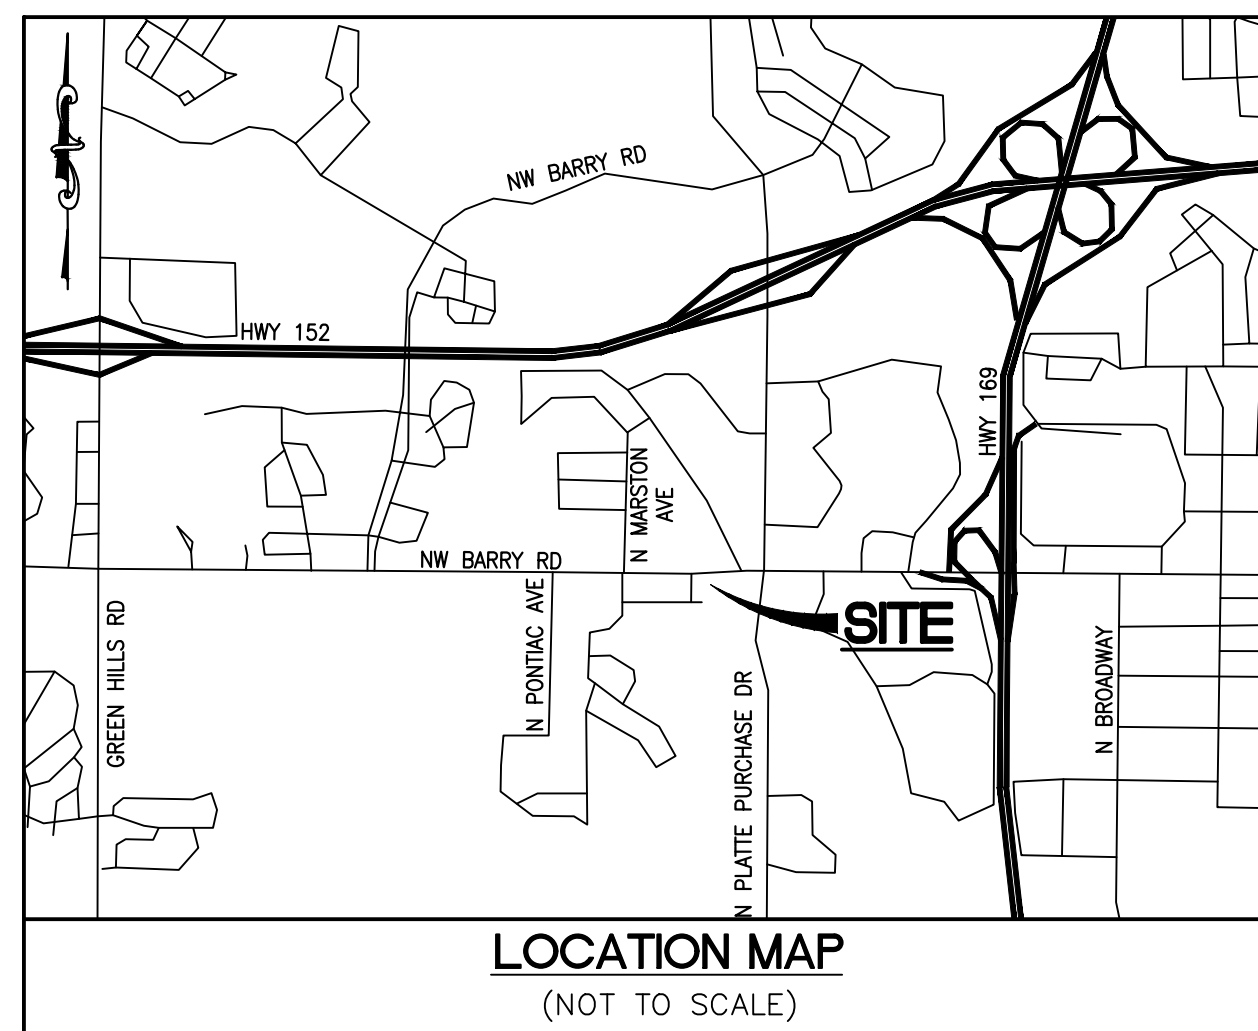 NW BARRY RD
HWY 152
HWY 169
N MARSTON
AVE
NW BARRY RD
SITE
GREEN HILLS RD
N PONTIAC AVE
N PLATTE PURCHASE DR
N BROADWAY
LOCATION MAP
(NOT TO SCALE)